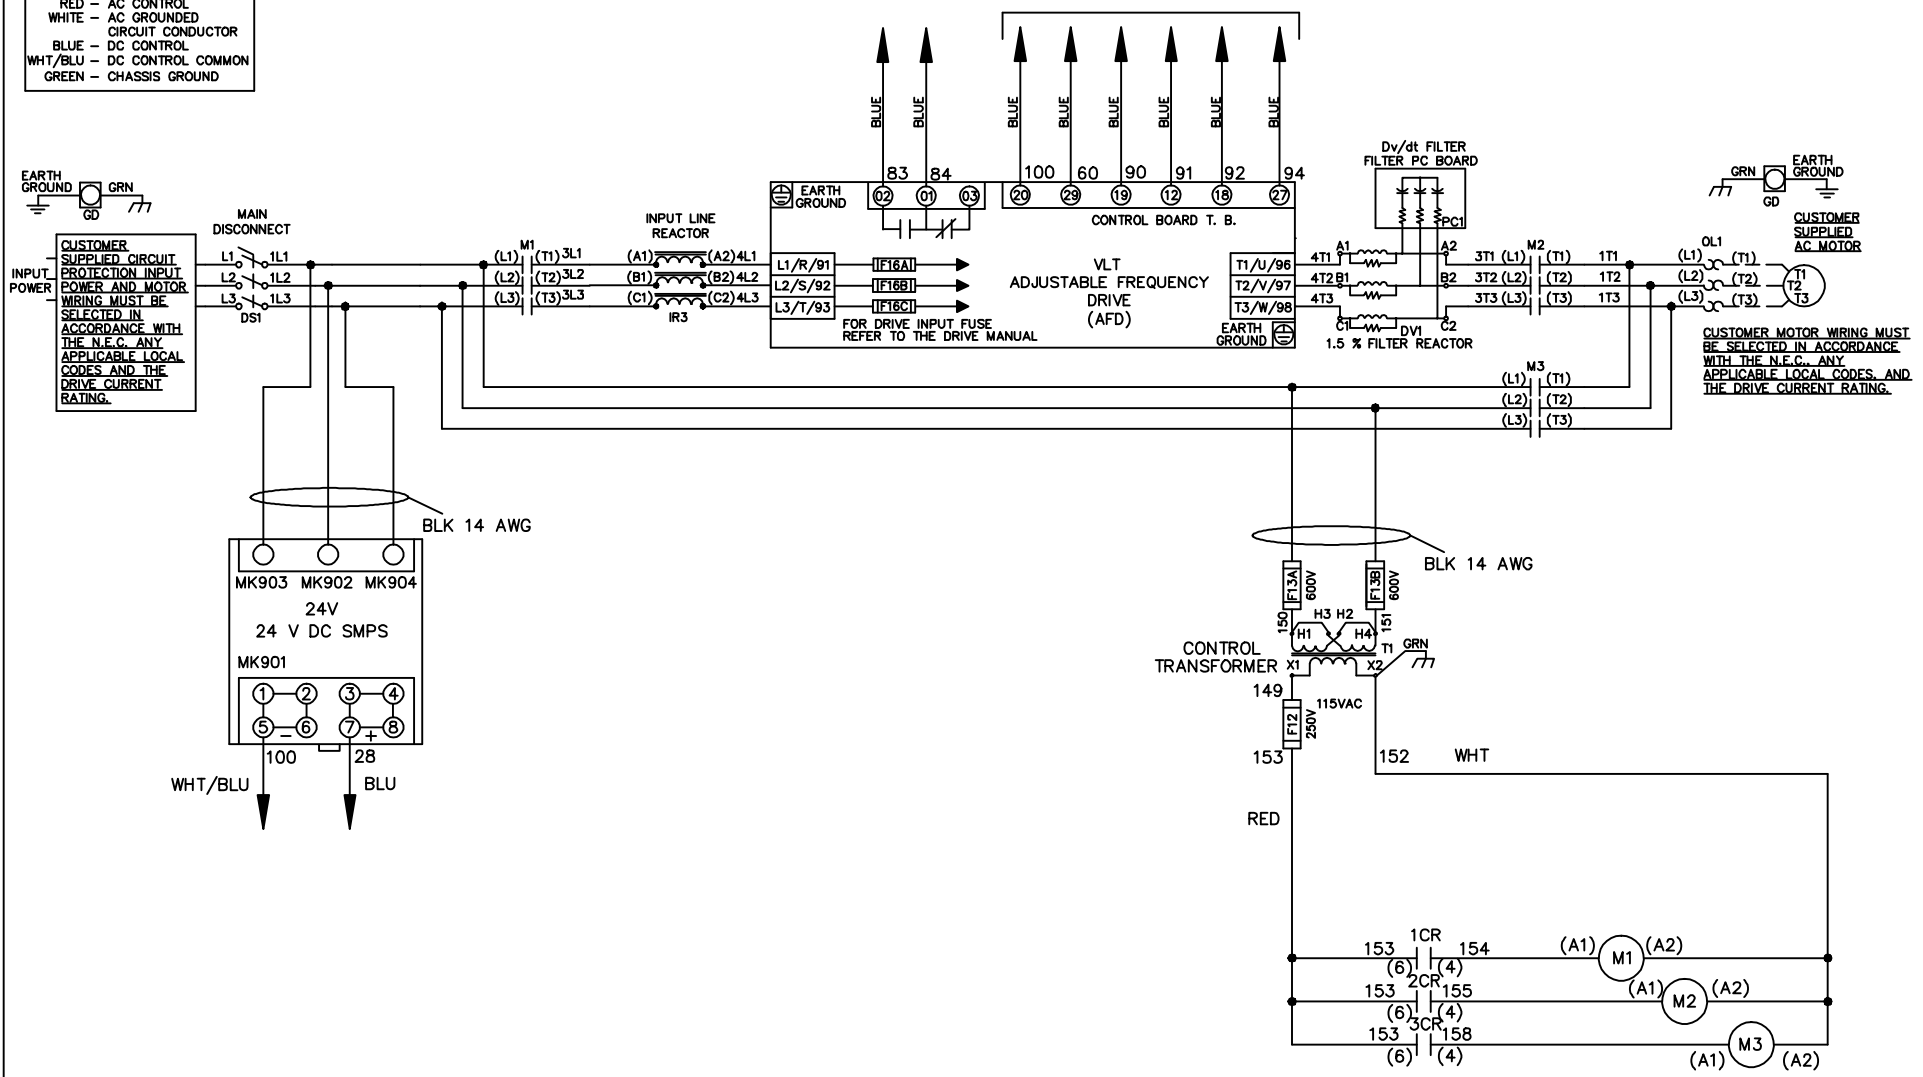 RED – AC CONTROL
WHITE – AC GROUNDED
CIRCUIT CONDUCTOR
BLUE – DC CONTROL
WHT/BLU – DC CONTROL COMMON
GREEN – CHASSIS GROUND
BLUE
BLUE
BLUE
BLUE
BLUE
BLUE
BLUE
BLUE
83
84
100
60
90
91
92
94
EARTH
GROUND
02
01
03
20
29
19
12
18
27
CONTROL BOARD T. B.
EARTH
GROUND
GRN
GD
CUSTOMER
SUPPLIED CIRCUIT
PROTECTION INPUT
POWER AND MOTOR
WIRING MUST BE
SELECTED IN
ACCORDANCE WITH
THE N.E.C. ANY
APPLICABLE LOCAL
CODES AND THE
DRIVE CURRENT
RATING.
INPUT
POWER
MAIN
DISCONNECT
L1
1L1
L2
1L2
L3
1L3
DS1
M1
(L1)
(T1)
3L1
(L2)
(T2)
3L2
(L3)
(T3)
3L3
INPUT LINE
REACTOR
(A1)
(A2)
4L1
(B1)
(B2)
4L2
(C1)
(C2)
4L3
IR3
L1/R/91
L2/S/92
L3/T/93
F16A
F16B
F16C
FOR DRIVE INPUT FUSE
REFER TO THE DRIVE MANUAL
VLT
ADJUSTABLE FREQUENCY
DRIVE
(AFD)
T1/U/96
T2/V/97
T3/W/98
EARTH
GROUND
Dv/dt FILTER
FILTER PC BOARD
PC1
4T1
A1
A2
4T2
B1
B2
4T3
C1
C2
DV1
1.5 % FILTER REACTOR
M2
3T1
(L1)
(T1)
1T1
3T2
(L2)
(T2)
1T2
3T3
(L3)
(T3)
1T3
M3
(L1)
(T1)
(L2)
(T2)
(L3)
(T3)
OL1
(L1)
(T1)
(L2)
(T2)
(L3)
(T3)
T1
T2
T3
GRN
EARTH
GROUND
GD
CUSTOMER
SUPPLIED
AC MOTOR
CUSTOMER MOTOR WIRING MUST
BE SELECTED IN ACCORDANCE
WITH THE N.E.C., ANY
APPLICABLE LOCAL CODES, AND
THE DRIVE CURRENT RATING.
BLK 14 AWG
MK903
MK902
MK904
24V
24 V DC SMPS
MK901
1
2
3
4
5
6
7
8
–
+
100
28
WHT/BLU
BLU
BLK 14 AWG
F13A
600V
F13B
600V
150
151
H3
H2
H1
H4
T1
GRN
CONTROL
TRANSFORMER
X1
X2
149
115VAC
F12
250V
153
152
WHT
RED
1CR
153
154
(6)
(4)
(A1)
M1
(A2)
2CR
153
155
(6)
(4)
(A1)
M2
(A2)
3CR
153
158
(6)
(4)
(A1)
M3
(A2)